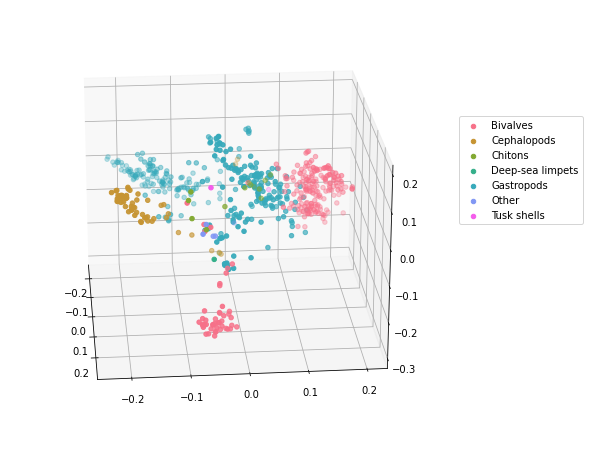 Bivalves
Cephalopods
Chitons
Deep-sea limpets
Gastropods
Other
Tusk shells
0.2
0.1
0.0
−0.1
−0.2
−0.3
−0.2
−0.1
0.0
0.1
0.2
−0.2
−0.1
0.0
0.1
0.2